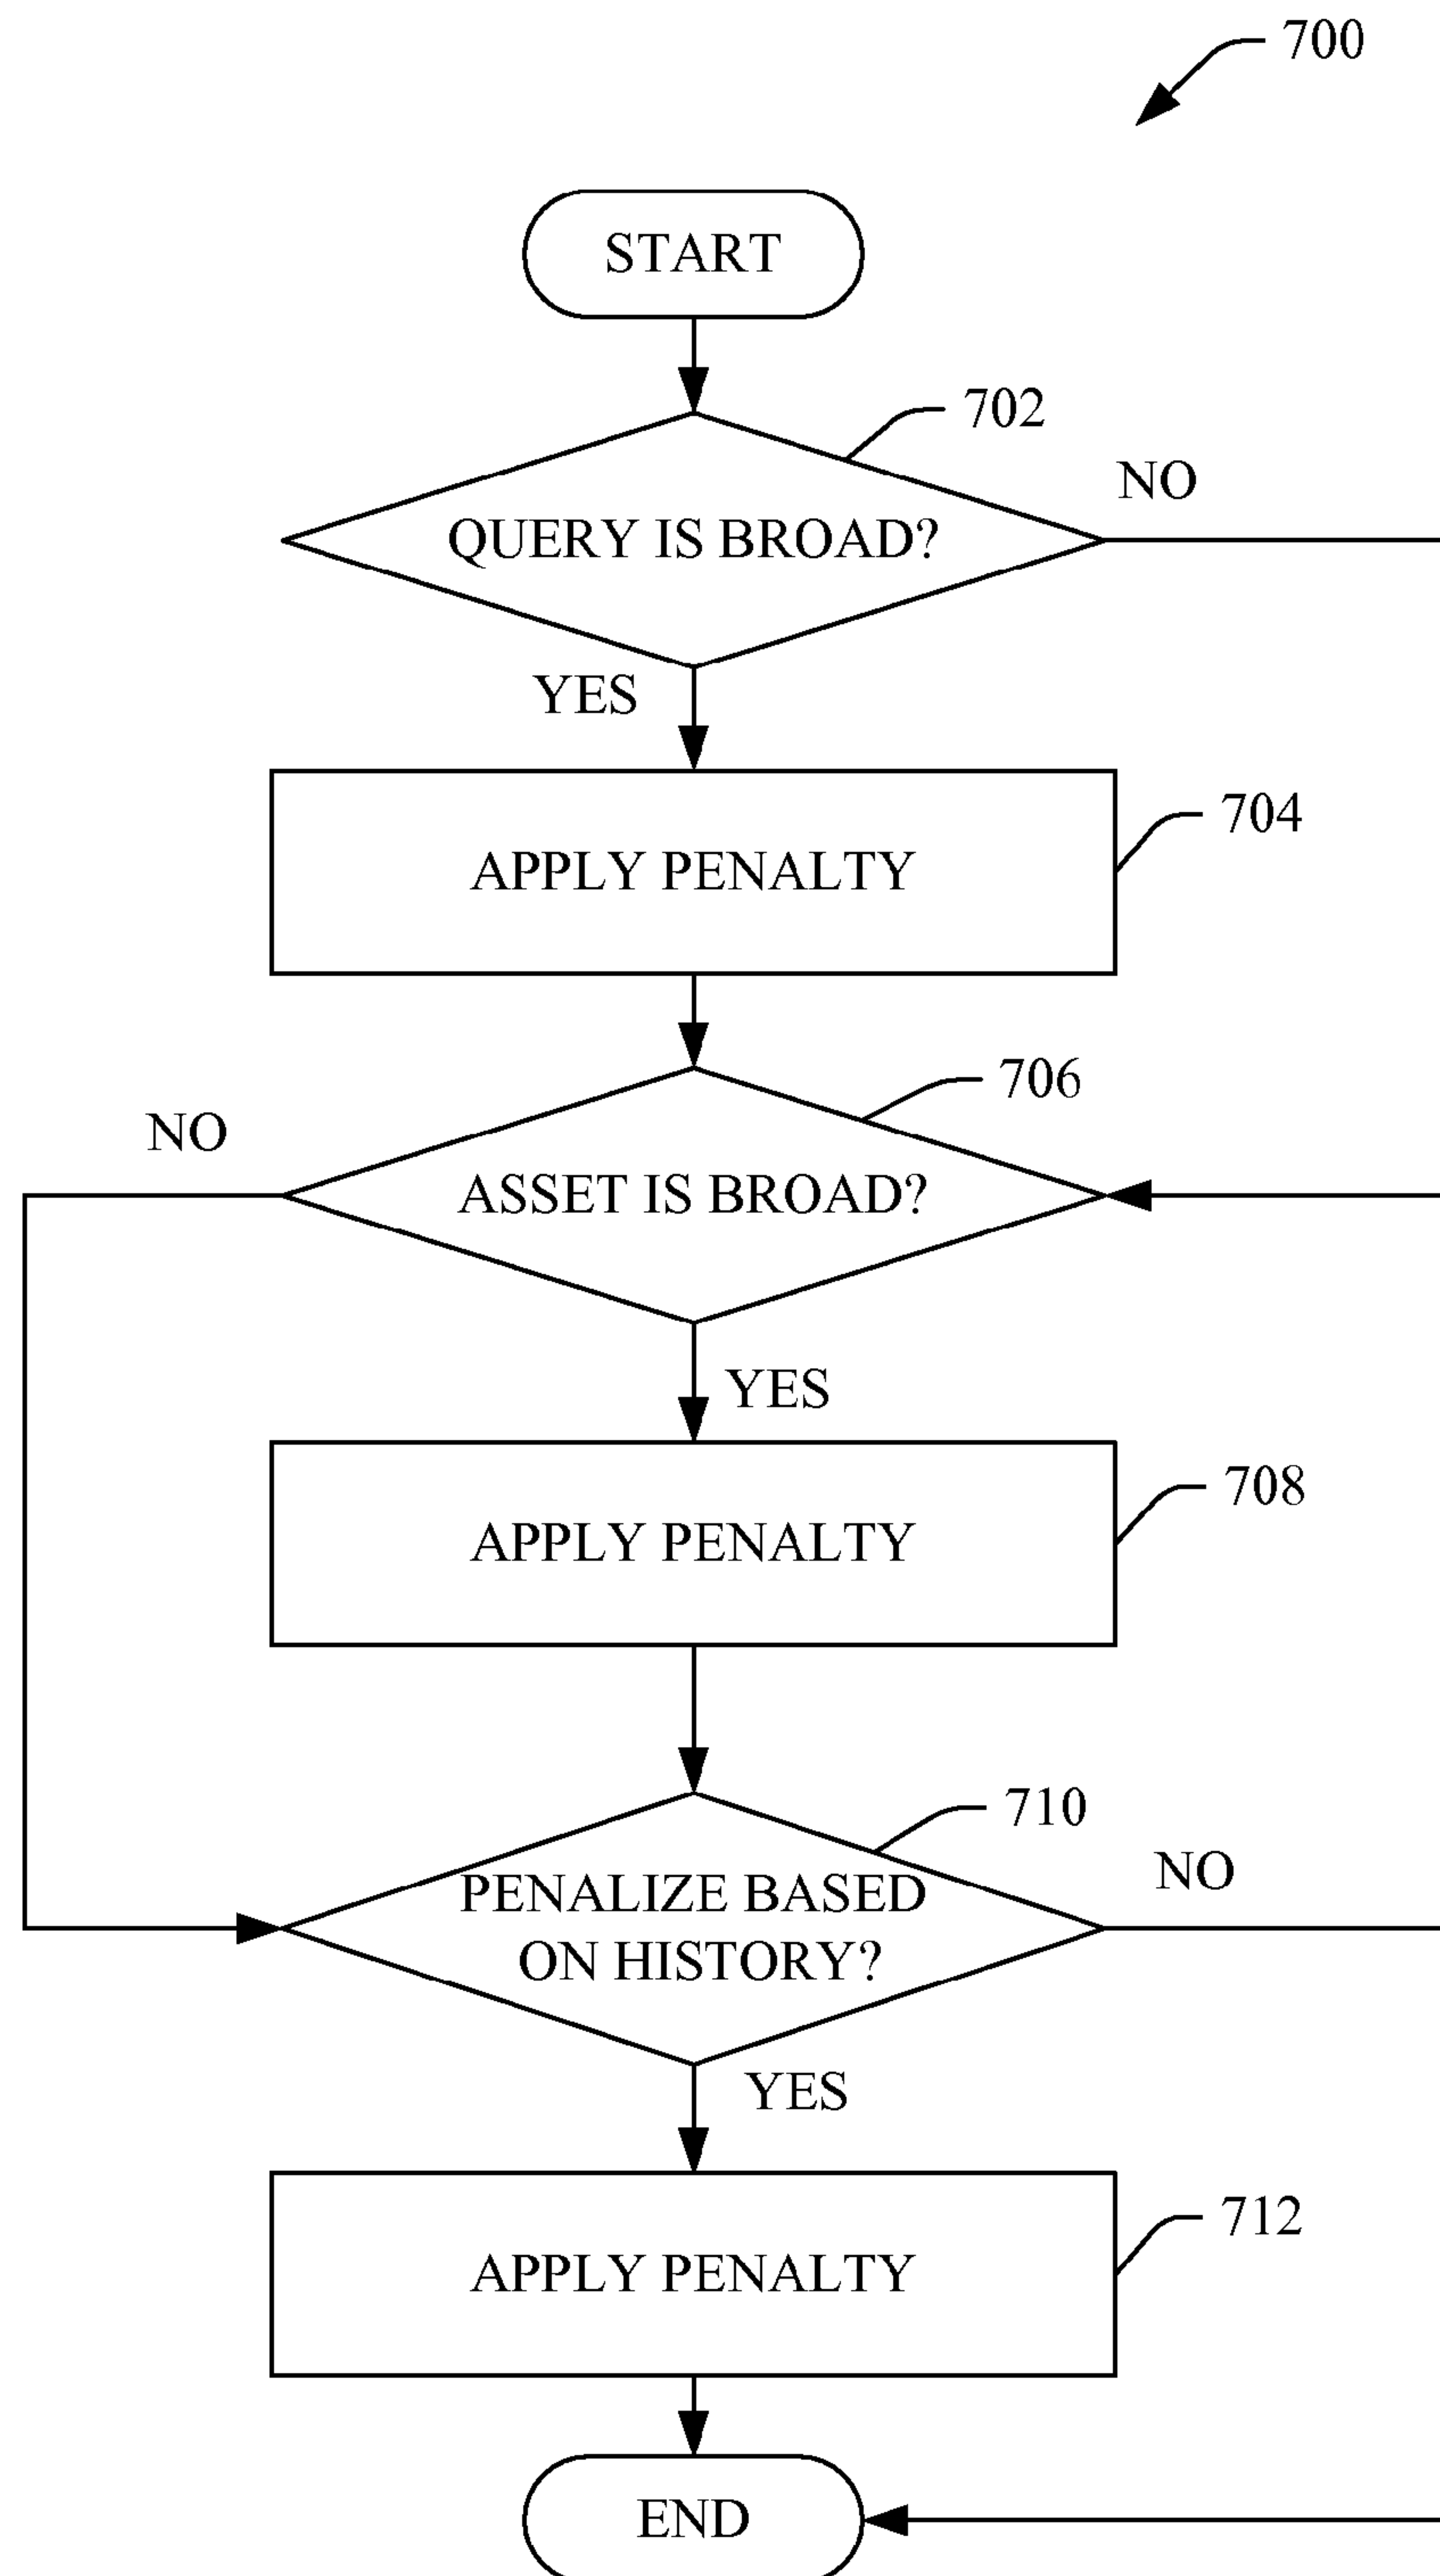 700
START
702
NO
QUERY IS BROAD?
YES
704
APPLY PENALTY
706
NO
ASSET IS BROAD?
YES
708
APPLY PENALTY
710
NO
PENALIZE BASED
ON HISTORY?
YES
712
APPLY PENALTY
END